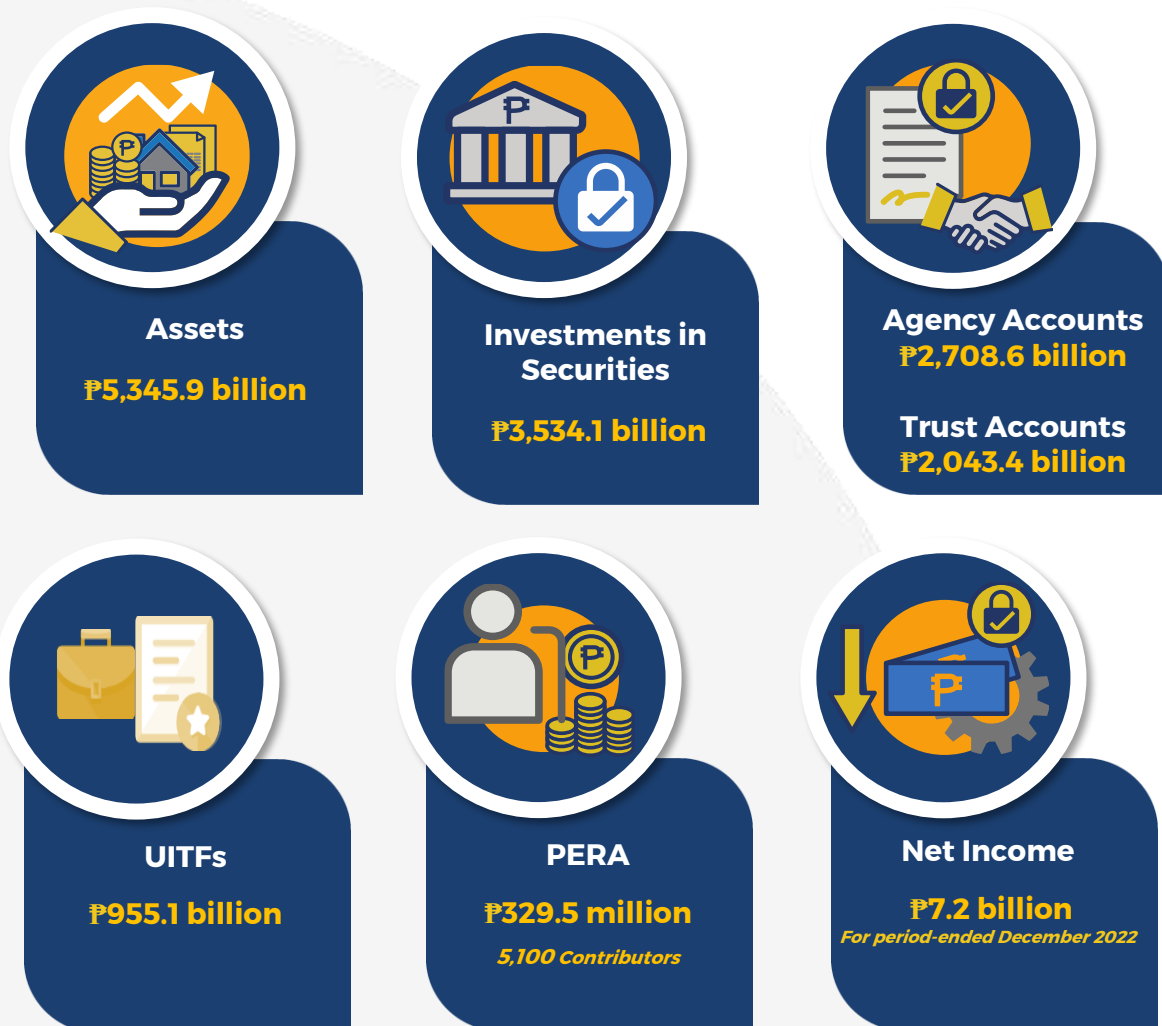 Assets
₱5,345.9 billion
Investments in
Securities
₱3,534.1 billion
Agency Accounts
₱2,708.6 billion
Trust Accounts
₱2,043.4 billion
UITFs
₱955.1 billion
PERA
₱329.5 million
5,100 Contributors
Net Income
₱7.2 billion
For period-ended December 2022